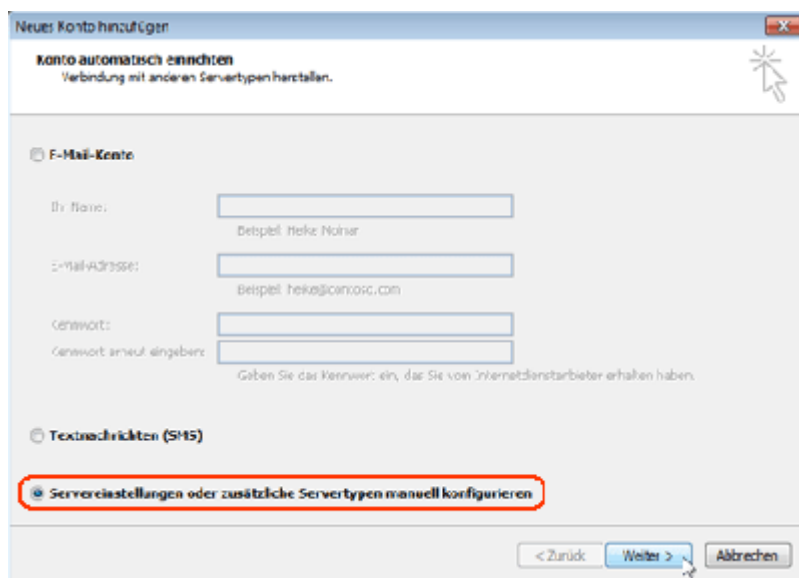 Neues Konto hinzufügen
Konto automatisch einrichten
Verbindung mit anderen Servertypen herstellen.
E-Mail-Konto
Ihr Name:
Beispiel: Heike Molnar
E-Mail-Adresse:
Beispiel: heike@contoso.com
Kennwort:
Kennwort erneut eingeben:
Geben Sie das Kennwort ein, das Sie vom Internetdienstanbieter erhalten haben.
Textnachrichten (SMS)
Servereinstellungen oder zusätzliche Servertypen manuell konfigurieren
< Zurück Weiter > Abbrechen